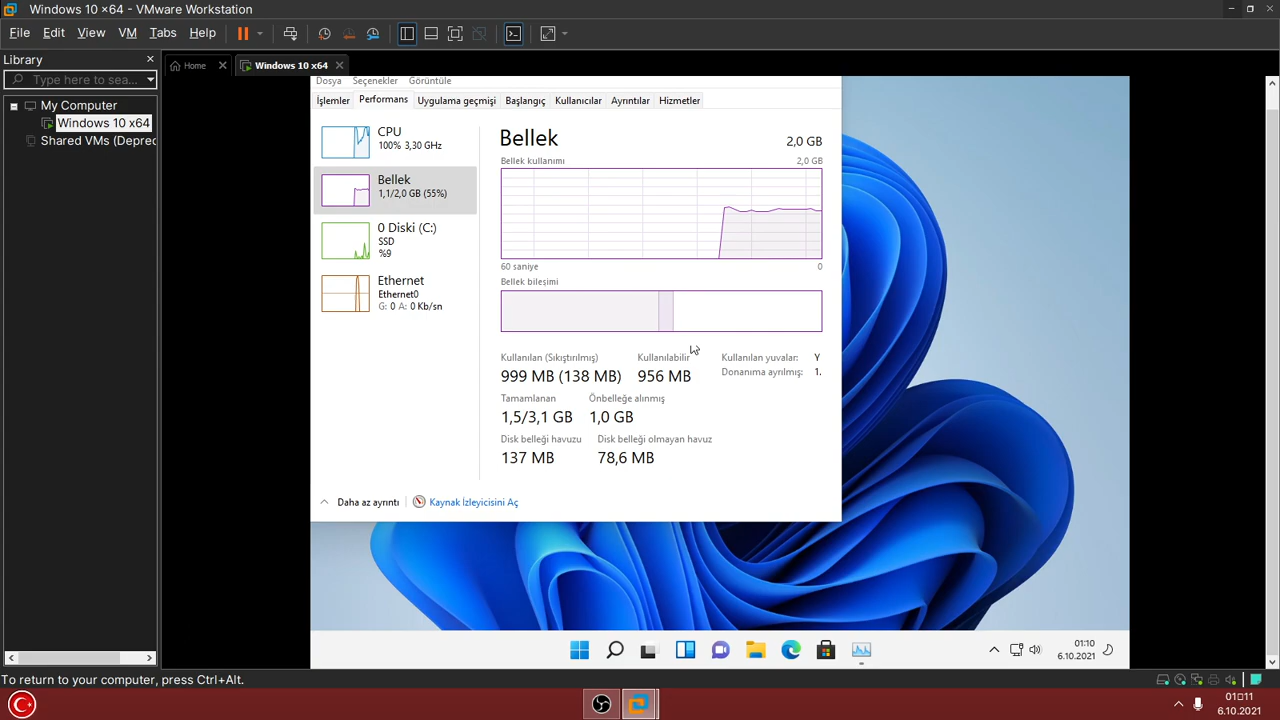 Windows 10 ×64 - VMware Workstation
File Edit View VM Tabs Help
Library
Type here to sea...
My Computer
Windows 10 x64
Shared VMs (Deprec
Home
Windows 10 x64
Dosya Seçenekler Görüntüle
İşlemler Performans Uygulama geçmişi Başlangıç Kullanıcılar Ayrıntılar Hizmetler
CPU
100% 3,30 GHz
Bellek
1,1/2,0 GB (55%)
0 Diski (C:)
SSD
%9
Ethernet
Ethernet0
G: 0 A: 0 Kb/sn
Bellek
2,0 GB
Bellek kullanımı
2,0 GB
60 saniye
0
Bellek bileşimi
Kullanılan (Sıkıştırılmış)
999 MB (138 MB)
Kullanılabilir
956 MB
Kullanılan yuvalar: Y
Donanıma ayrılmış: 1.
Tamamlanan
1,5/3,1 GB
Önbelleğe alınmış
1,0 GB
Disk belleği havuzu
137 MB
Disk belleği olmayan havuz
78,6 MB
Daha az ayrıntı
Kaynak İzleyicisini Aç
01:10
6.10.2021
To return to your computer, press Ctrl+Alt.
01□11
6.10.2021